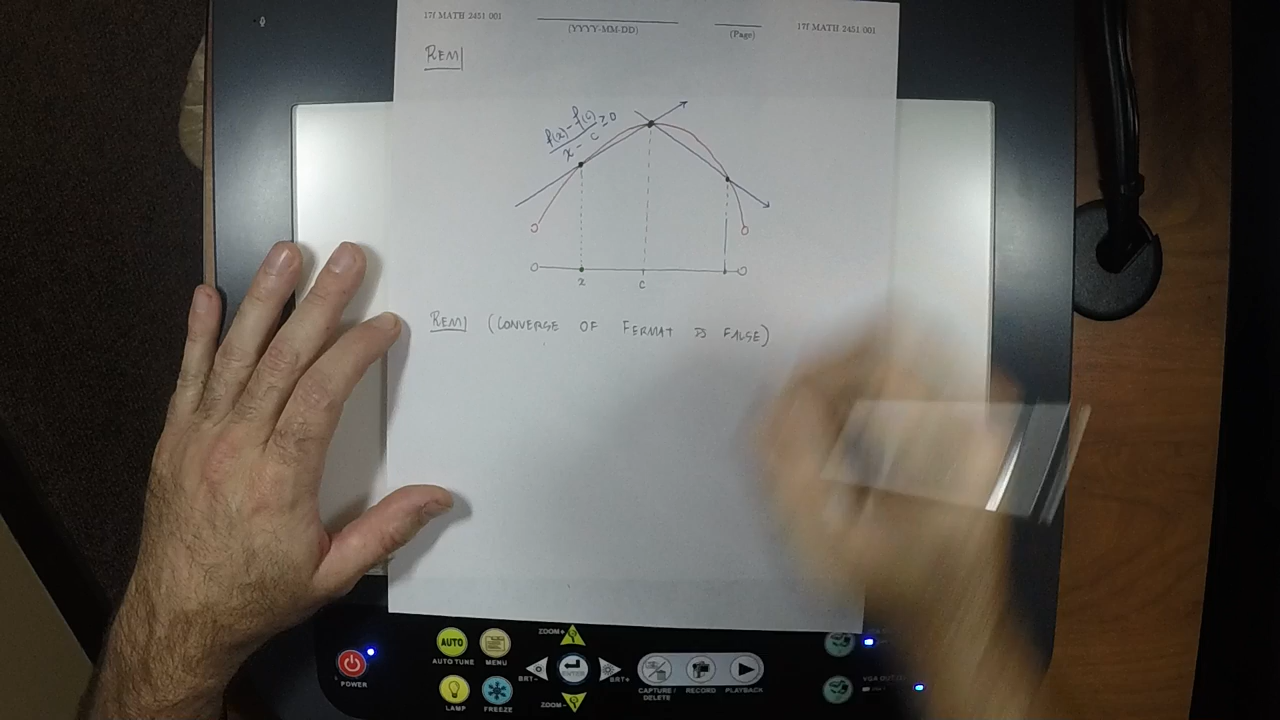 17f MATH 2451 001
(YYYY-MM-DD)
(Page)
17f MATH 2451 001
REM
f(x) - f(c) ≥ 0
x - c
x
c
REM (CONVERSE OF FERMAT IS FALSE)
AUTO
AUTO TUNE
MENU
ZOOM+
BRT-
BRT+
POWER
LAMP
FREEZE
ZOOM-
CAPTURE / DELETE
RECORD
PLAYBACK